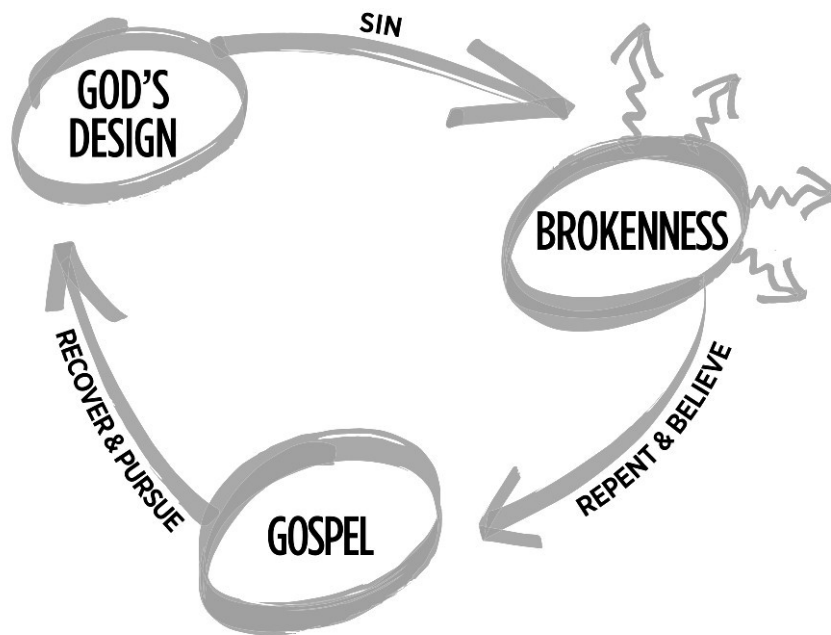 SIN
GOD'S
DESIGN
BROKENNESS
REPENT & BELIEVE
GOSPEL
RECOVER & PURSUE